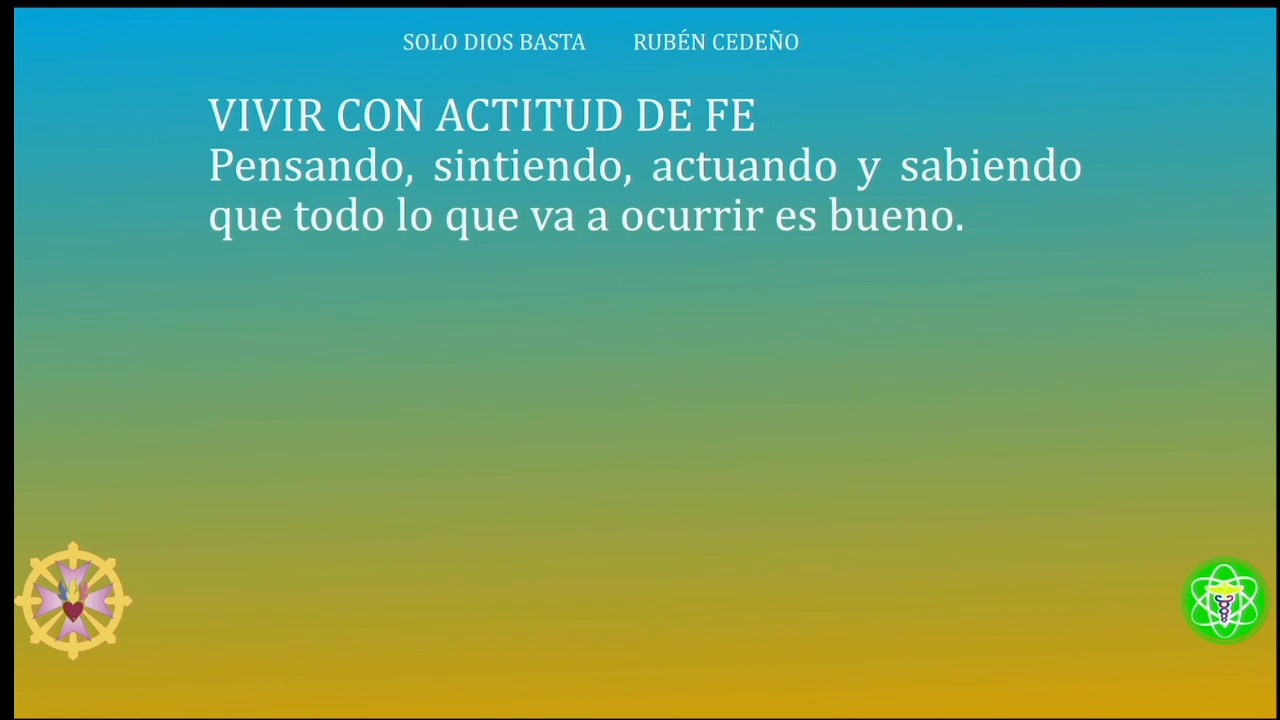 SOLO DIOS BASTA RUBÉN CEDEÑO
VIVIR CON ACTITUD DE FE
Pensando, sintiendo, actuando y sabiendo
que todo lo que va a ocurrir es bueno.